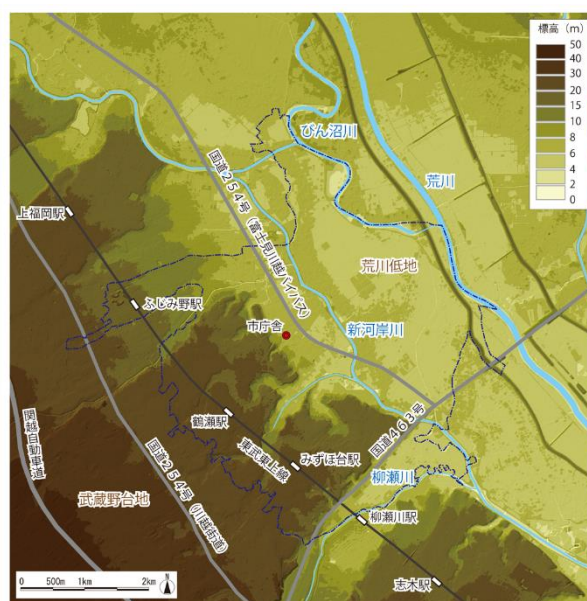 標高（m）
50
40
30
20
15
10
8
6
4
2
0
びん沼川
荒川
国道２５４号（富士見川越バイパス）
上福岡駅
荒川低地
ふじみ野駅
新河岸川
市庁舎
鶴瀬駅
国道４６３号
関越自動車道
東武東上線
みずほ台駅
国道２５４号（川越街道）
武蔵野台地
柳瀬川
柳瀬川駅
志木駅
0 500m 1km 2km
N